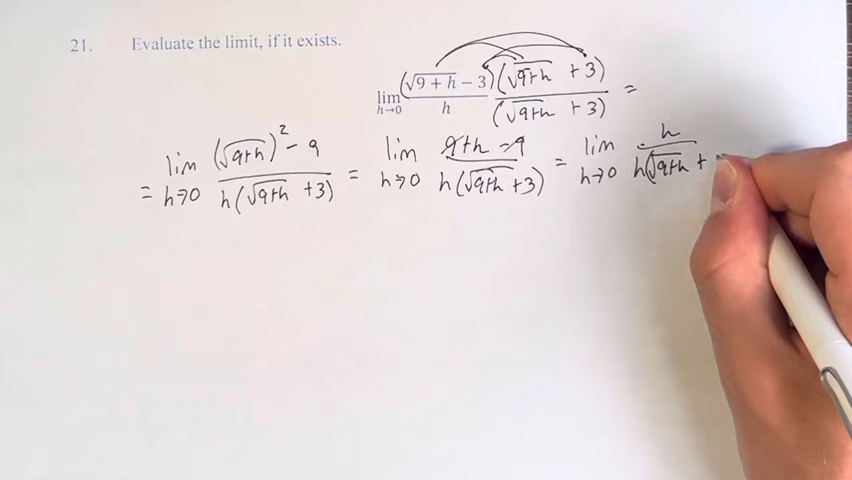 21. Evaluate the limit, if it exists.
lim h→0 (√9+h − 3)/h (√9+h + 3)/(√9+h + 3) =
= lim h→0 (√9+h)² − 9 / h(√9+h + 3) = lim h→0 9+h − 9 / h(√9+h + 3) = lim h→0 h / h(√9+h +